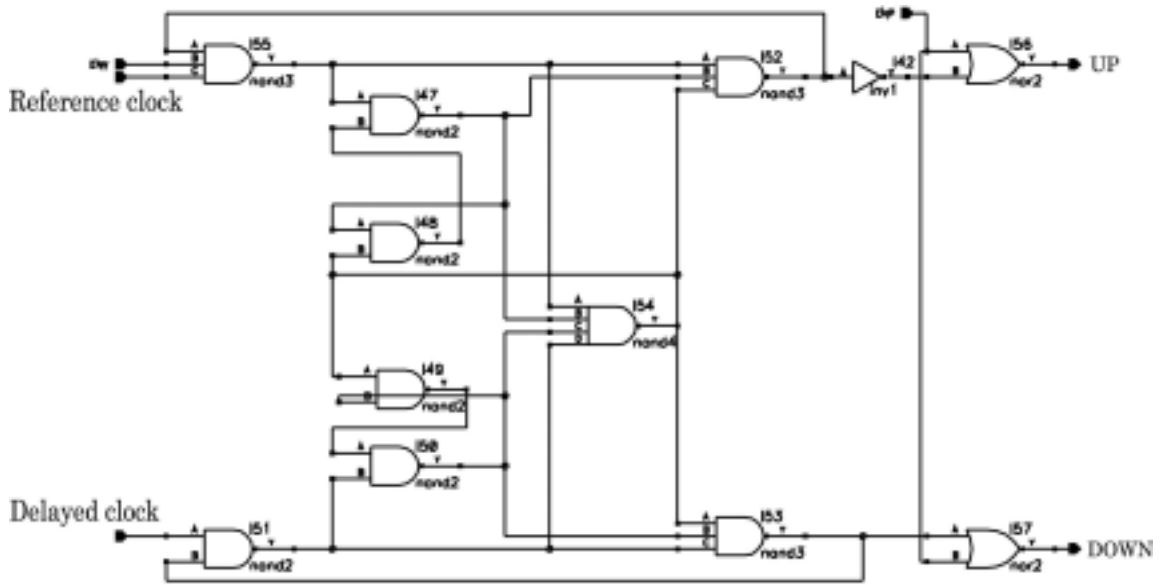 I55
A
B
C
Y
nand3
Reference clock
I47
A
B
Y
nand2
I48
A
B
Y
nand2
I49
A
B
Y
nand2
I50
A
B
Y
nand2
Delayed clock
I51
A
B
Y
nand2
I54
A
B
C
D
Y
nand4
I52
A
B
C
Y
nand3
I42
A
Y
inv1
I56
A
B
Y
nor2
UP
I53
A
B
C
Y
nand3
I57
A
B
Y
nor2
DOWN